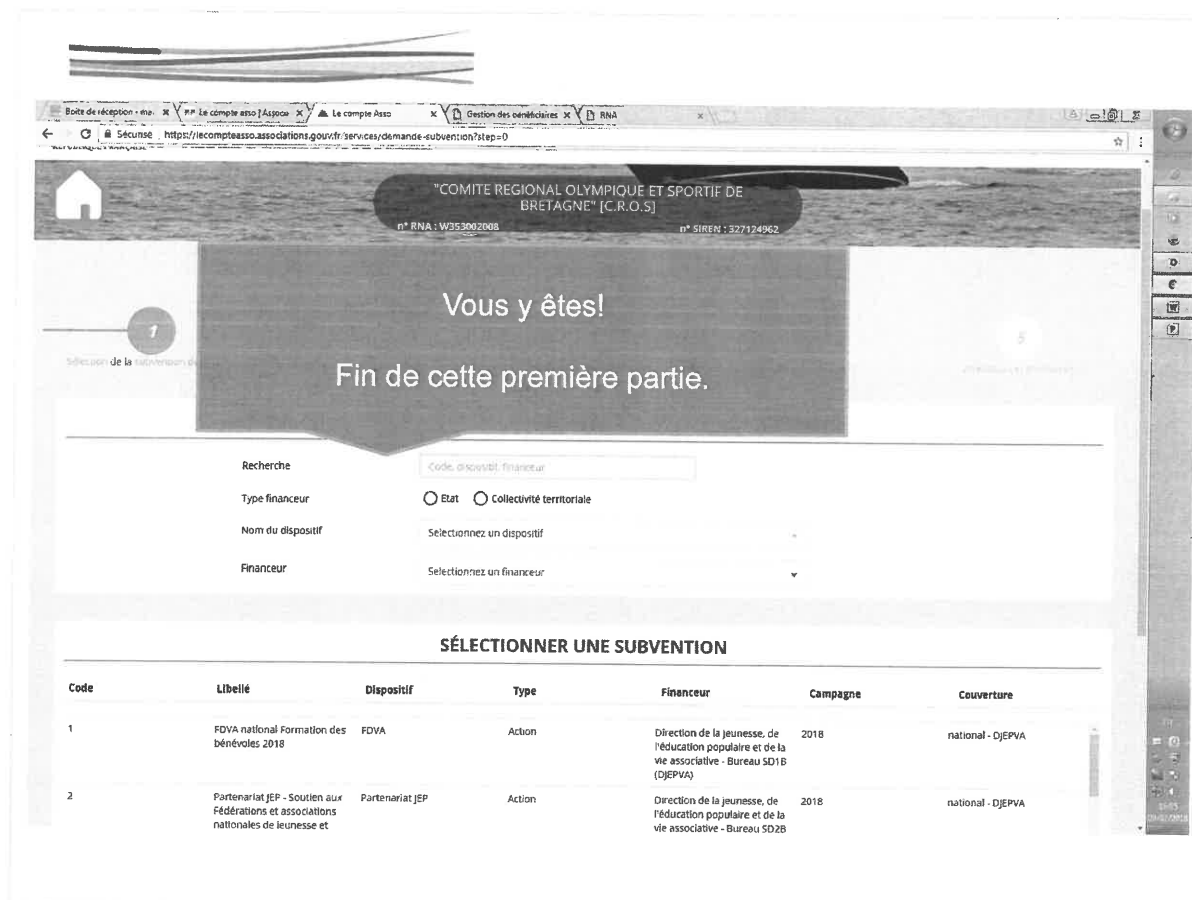 Boite de réception - ma. Le compte asso | Associa Le compte Asso Gestion des bénéficiaires RNA
Sécurisé https://lecompteasso.associations.gouv.fr/services/demande-subvention?step=0
RÉPUBLIQUE FRANÇAISE
"COMITE REGIONAL OLYMPIQUE ET SPORTIF DE
BRETAGNE" [C.R.O.S]
n° RNA : W353002008 n° SIREN : 327124962
Vous y êtes!
1
5
Sélection de la subvention
Fin de cette première partie.
Recherche Code, dispositif, financeur
Type financeur Etat Collectivité territoriale
Nom du dispositif Selectionnez un dispositif
Financeur Selectionnez un financeur
SÉLECTIONNER UNE SUBVENTION
Code Libellé Dispositif Type Financeur Campagne Couverture
1 FDVA national Formation des FDVA Action Direction de la jeunesse, de 2018 national - DJEPVA
bénévoles 2018 l'éducation populaire et de la
vie associative - Bureau SD1B
(DJEPVA)
2 Partenariat JEP - Soutien aux Partenariat JEP Action Direction de la jeunesse, de 2018 national - DJEPVA
Fédérations et associations l'éducation populaire et de la
nationales de jeunesse et vie associative - Bureau SD2B